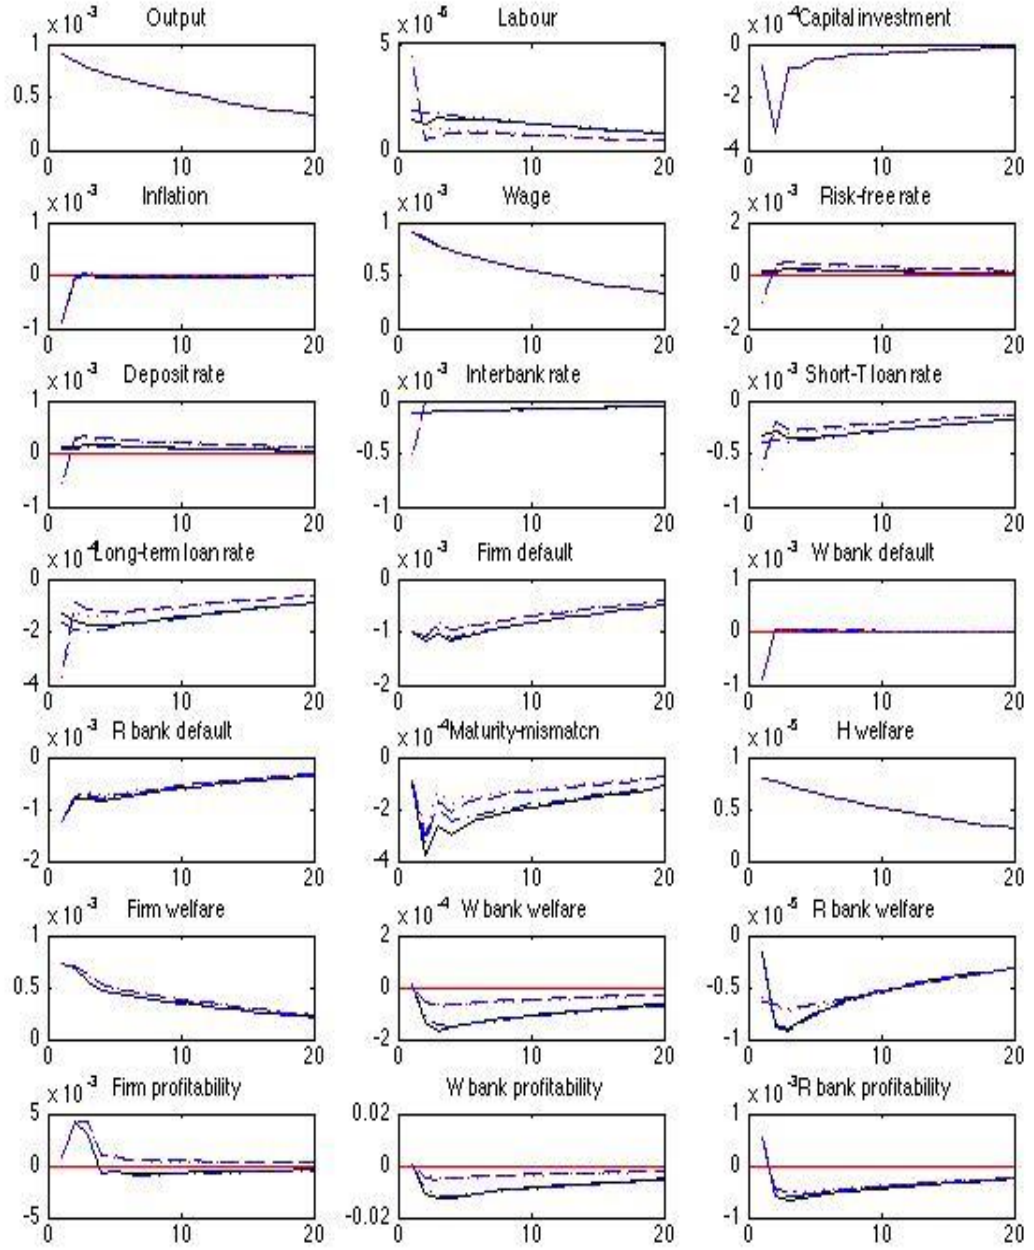 x 10⁻³ Output x 10⁻⁵ Labour x 10⁻⁴ Capital investment
1 5 0
0.5 -2
0 0 -4
0 10 20 0 10 20 0 10 20
x 10⁻³ Inflation x 10⁻³ Wage x 10⁻³ Risk-free rate
1 1 2
0 0.5 0
-1 0 -2
0 10 20 0 10 20 0 10 20
x 10⁻³ Deposit rate x 10⁻³ Interbank rate x 10⁻³ Short-T loan rate
1 0 0
0 -0.5 -0.5
-1 -1 -1
0 10 20 0 10 20 0 10 20
x 10⁻⁴ Long-term loan rate x 10⁻³ Firm default x 10⁻³ W bank default
0 0 1
-2 -1 0
-4 -2 -1
0 10 20 0 10 20 0 10 20
x 10⁻³ R bank default x 10⁻⁴ Maturity-mismatcn x 10⁻⁵ H welfare
0 0 1
-1 -2 0.5
-2 -4 0
0 10 20 0 10 20 0 10 20
x 10⁻³ Firm welfare x 10⁻⁴ W bank welfare x 10⁻⁵ R bank welfare
1 2 0
0.5 0 -0.5
0 -2 -1
0 10 20 0 10 20 0 10 20
x 10⁻³ Firm profitability W bank profitability x 10⁻³ R bank profitability
5 0.02 1
0 0 0
-5 -0.02 -1
0 10 20 0 10 20 0 10 20